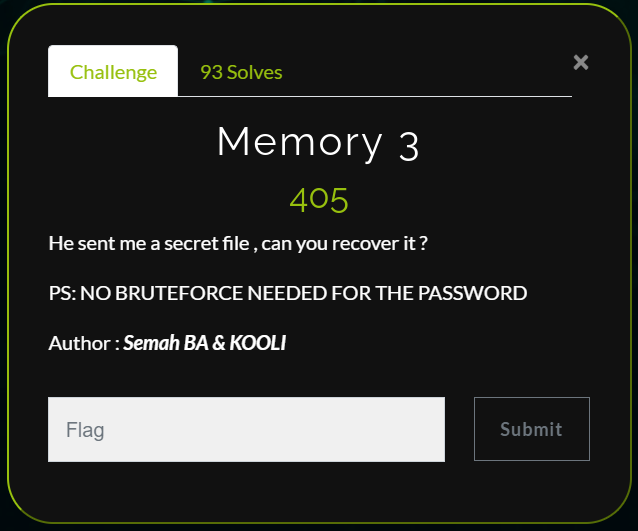 Challenge
93 Solves
×
Memory 3
405
He sent me a secret file , can you recover it ?
PS: NO BRUTEFORCE NEEDED FOR THE PASSWORD
Author : Semah BA & KOOLI
Flag
Submit